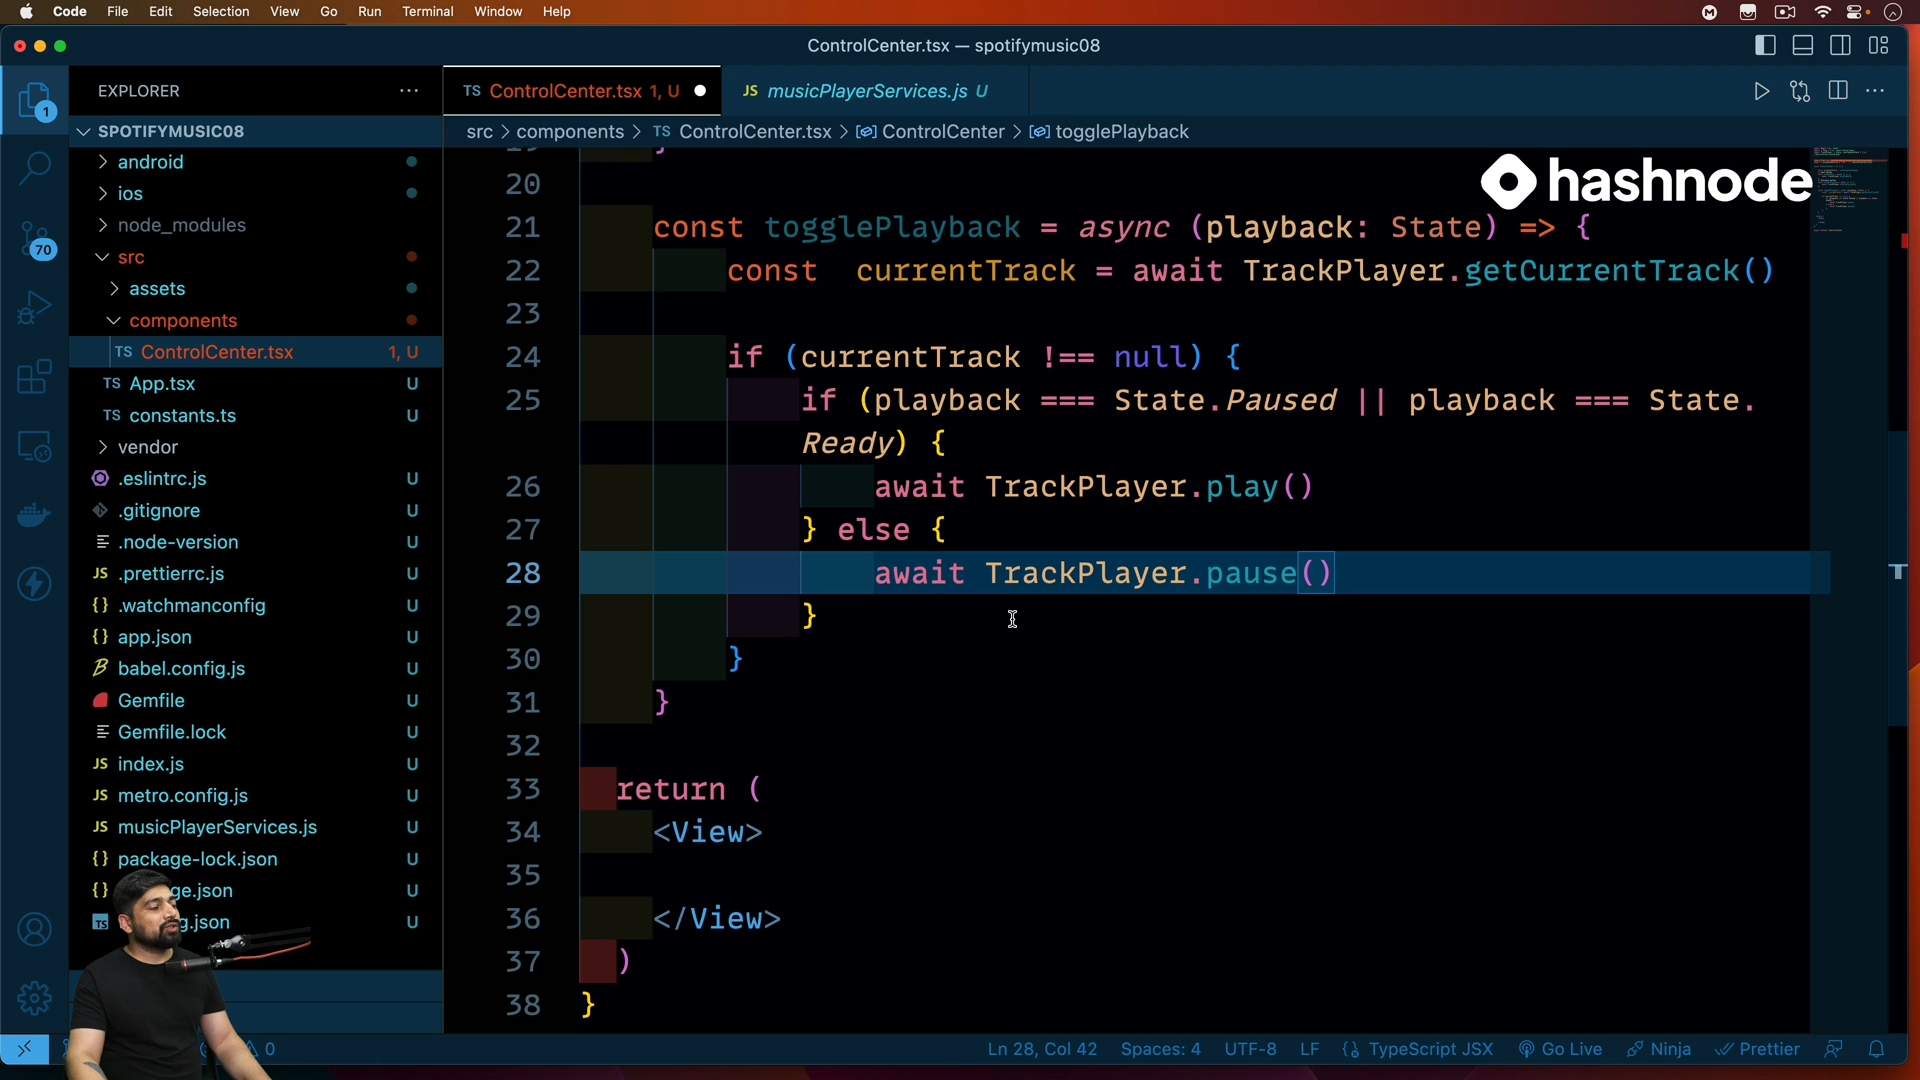 Code File Edit Selection View Go Run Terminal Window Help
ControlCenter.tsx — spotifymusic08
EXPLORER
SPOTIFYMUSIC08
android
ios
node_modules
src
assets
components
TS ControlCenter.tsx 1, U
TS App.tsx U
TS constants.ts U
vendor
.eslintrc.js U
.gitignore U
.node-version U
JS .prettierrc.js U
{} .watchmanconfig U
{} app.json U
babel.config.js U
Gemfile U
Gemfile.lock U
JS index.js U
JS metro.config.js U
JS musicPlayerServices.js U
{} package-lock.json U
{} ge.json U
TS g.json U
1
70
TS ControlCenter.tsx 1, U
JS musicPlayerServices.js U
src > components > TS ControlCenter.tsx > ControlCenter > togglePlayback
hashnode
20
21 const togglePlayback = async (playback: State) => {
22 const currentTrack = await TrackPlayer.getCurrentTrack()
23
24 if (currentTrack !== null) {
25 if (playback === State.Paused || playback === State.
Ready) {
26 await TrackPlayer.play()
27 } else {
28 await TrackPlayer.pause()
29 }
30 }
31 }
32
33 return (
34 <View>
35
36 </View>
37 )
38 }
0
Ln 28, Col 42 Spaces: 4 UTF-8 LF TypeScript JSX Go Live Ninja Prettier